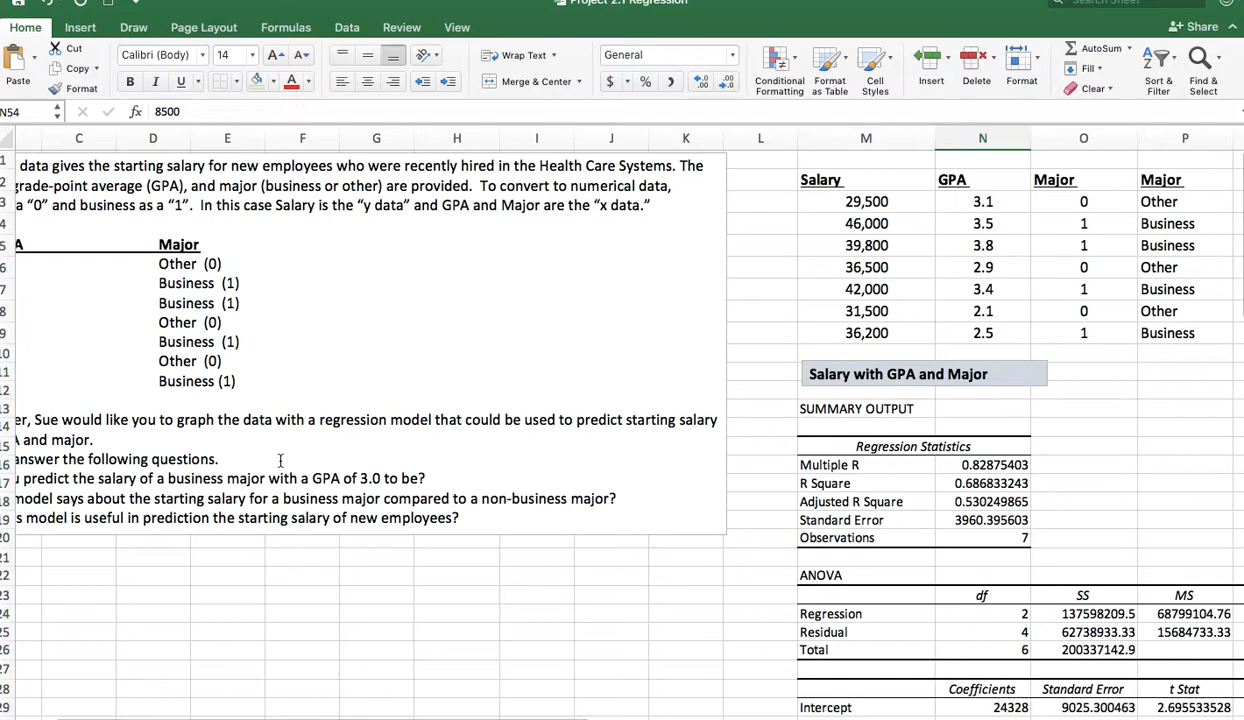 Project 2.1 Regression
Search Sheet
Home Insert Draw Page Layout Formulas Data Review View
Share
Paste
Cut
Copy
Format
Calibri (Body) 14
A A
B I U A
Wrap Text
Merge & Center
General
$ % )
Conditional Formatting
Format as Table
Cell Styles
Insert
Delete
Format
AutoSum
Fill
Clear
Sort & Filter
Find & Select
N54 fx 8500
C D E F G H I J K L M N O P
data gives the starting salary for new employees who were recently hired in the Health Care Systems. The
grade-point average (GPA), and major (business or other) are provided. To convert to numerical data,
a “0” and business as a “1”. In this case Salary is the “y data” and GPA and Major are the “x data.”
A Major
Other (0)
Business (1)
Business (1)
Other (0)
Business (1)
Other (0)
Business (1)
er, Sue would like you to graph the data with a regression model that could be used to predict starting salary
A and major.
answer the following questions.
u predict the salary of a business major with a GPA of 3.0 to be?
model says about the starting salary for a business major compared to a non-business major?
s model is useful in prediction the starting salary of new employees?
Salary GPA Major Major
29,500 3.1 0 Other
46,000 3.5 1 Business
39,800 3.8 1 Business
36,500 2.9 0 Other
42,000 3.4 1 Business
31,500 2.1 0 Other
36,200 2.5 1 Business
Salary with GPA and Major
SUMMARY OUTPUT
Regression Statistics
Multiple R 0.82875403
R Square 0.686833243
Adjusted R Square 0.530249865
Standard Error 3960.395603
Observations 7
ANOVA
df SS MS
Regression 2 137598209.5 68799104.76
Residual 4 62738933.33 15684733.33
Total 6 200337142.9
Coefficients Standard Error t Stat
Intercept 24328 9025.300463 2.695533528